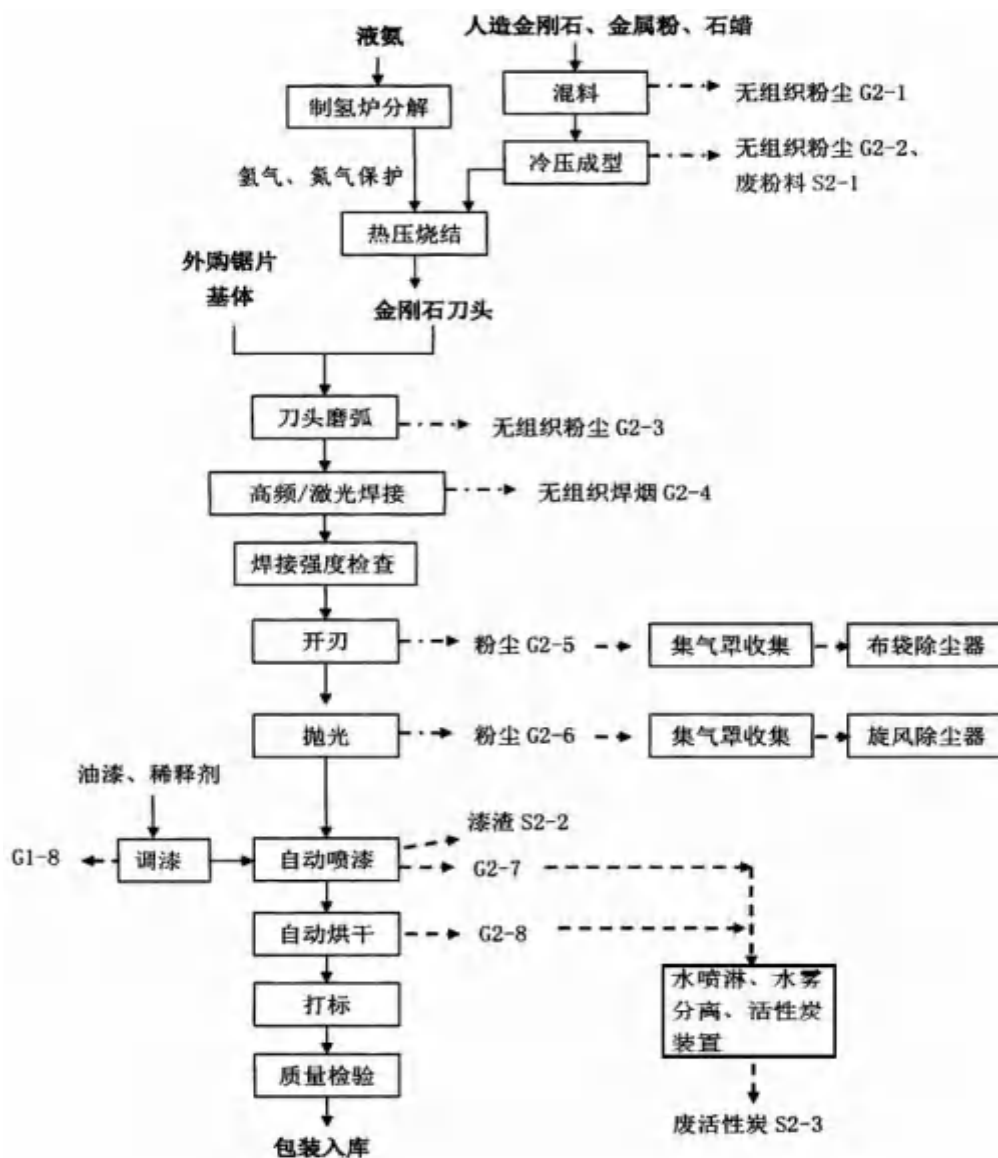 液氨
人造金刚石、金属粉、石蜡
制氢炉分解
混料
无组织粉尘 G2-1
氢气、氮气保护
冷压成型
无组织粉尘 G2-2、
废粉料 S2-1
热压烧结
外购锯片
基体
金刚石刀头
刀头磨弧
无组织粉尘 G2-3
高频/激光焊接
无组织焊烟 G2-4
焊接强度检查
开刃
粉尘 G2-5
集气罩收集
布袋除尘器
抛光
粉尘 G2-6
集气罩收集
旋风除尘器
油漆、稀释剂
漆渣 S2-2
G1-8
调漆
自动喷漆
G2-7
自动烘干
G2-8
水喷淋、水雾
分离、活性炭
装置
打标
质量检验
废活性炭 S2-3
包装入库